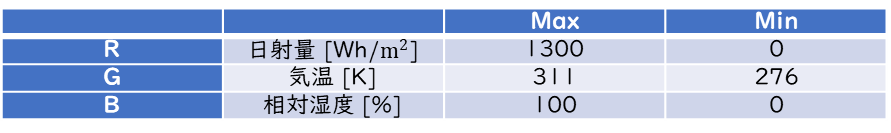 Max Min
R 日射量 [Wh/m²] 1300 0
G 気温 [K] 311 276
B 相対湿度 [%] 100 0